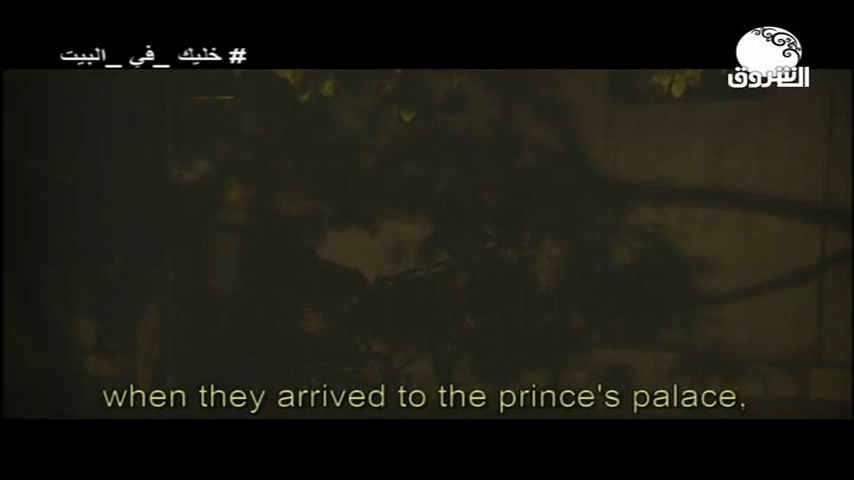 # خليك _في _البيت
الشروق
when they arrived to the prince's palace,